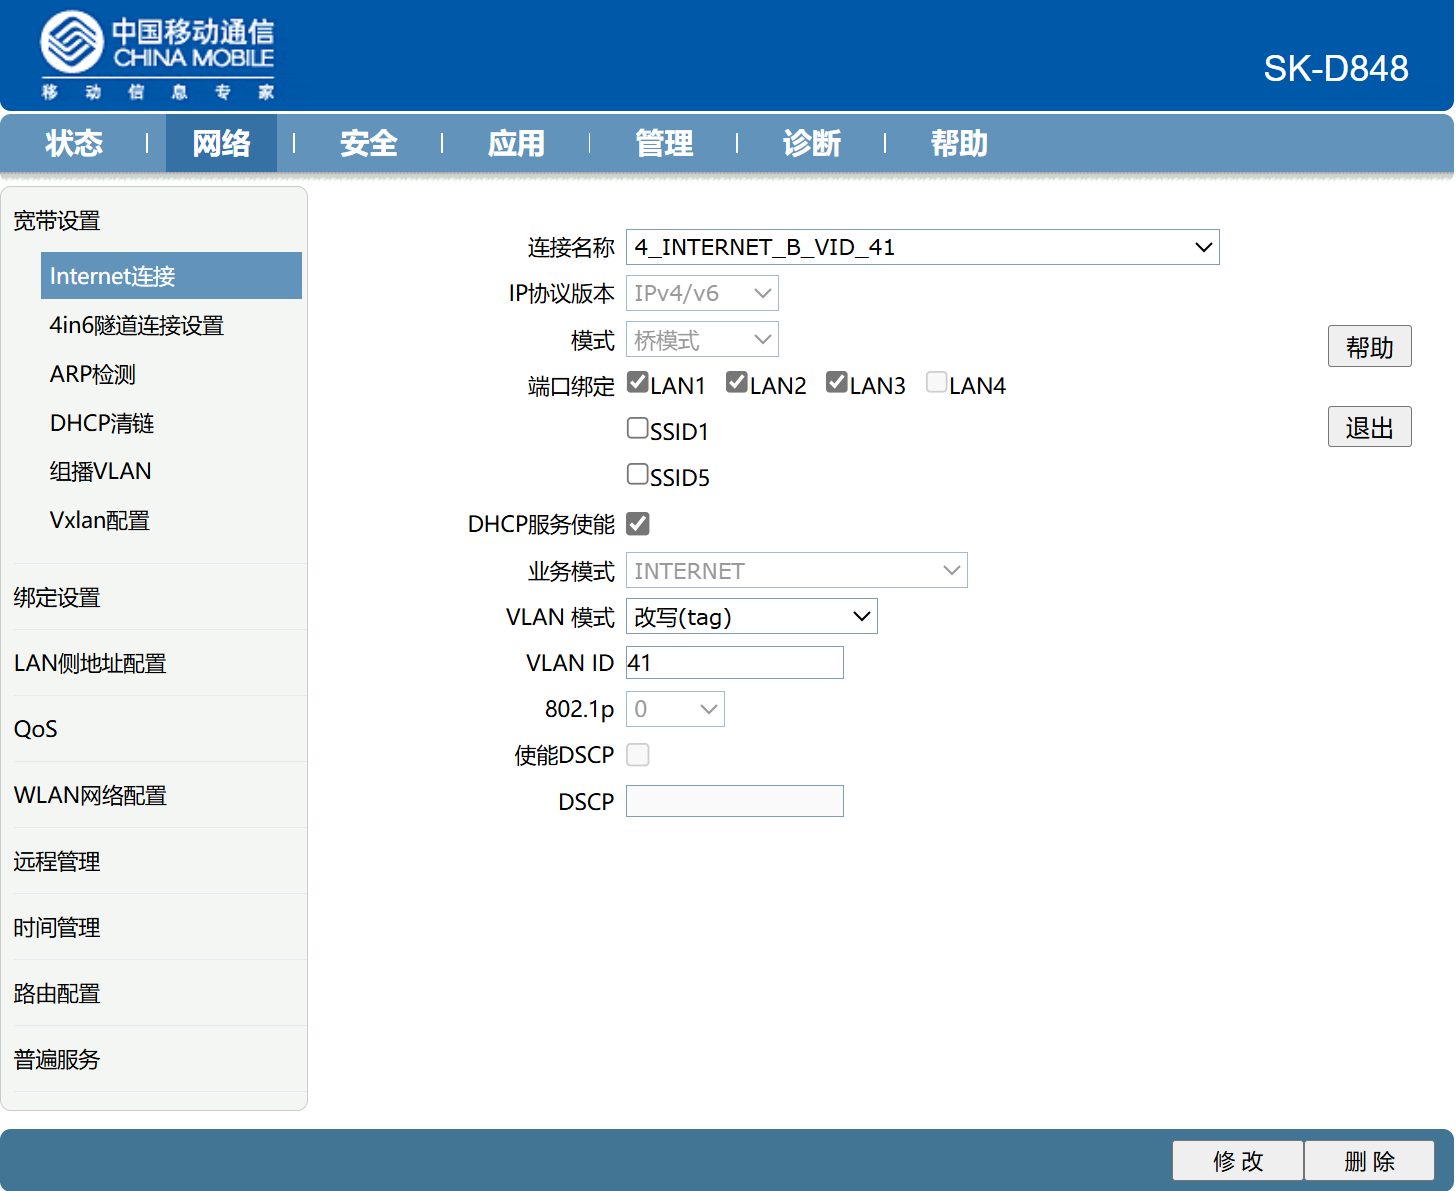 中国移动通信
CHINA MOBILE
移 动 信 息 专 家
SK-D848
状态 | 网络 | 安全 | 应用 | 管理 | 诊断 | 帮助
宽带设置
Internet连接
4in6隧道连接设置
ARP检测
DHCP清链
组播VLAN
Vxlan配置
绑定设置
LAN侧地址配置
QoS
WLAN网络配置
远程管理
时间管理
路由配置
普遍服务
连接名称 4_INTERNET_B_VID_41
IP协议版本 IPv4/v6
模式 桥模式
端口绑定 LAN1 LAN2 LAN3 LAN4
SSID1
SSID5
DHCP服务使能
业务模式 INTERNET
VLAN 模式 改写(tag)
VLAN ID 41
802.1p 0
使能DSCP
DSCP
帮助
退出
修 改
删 除